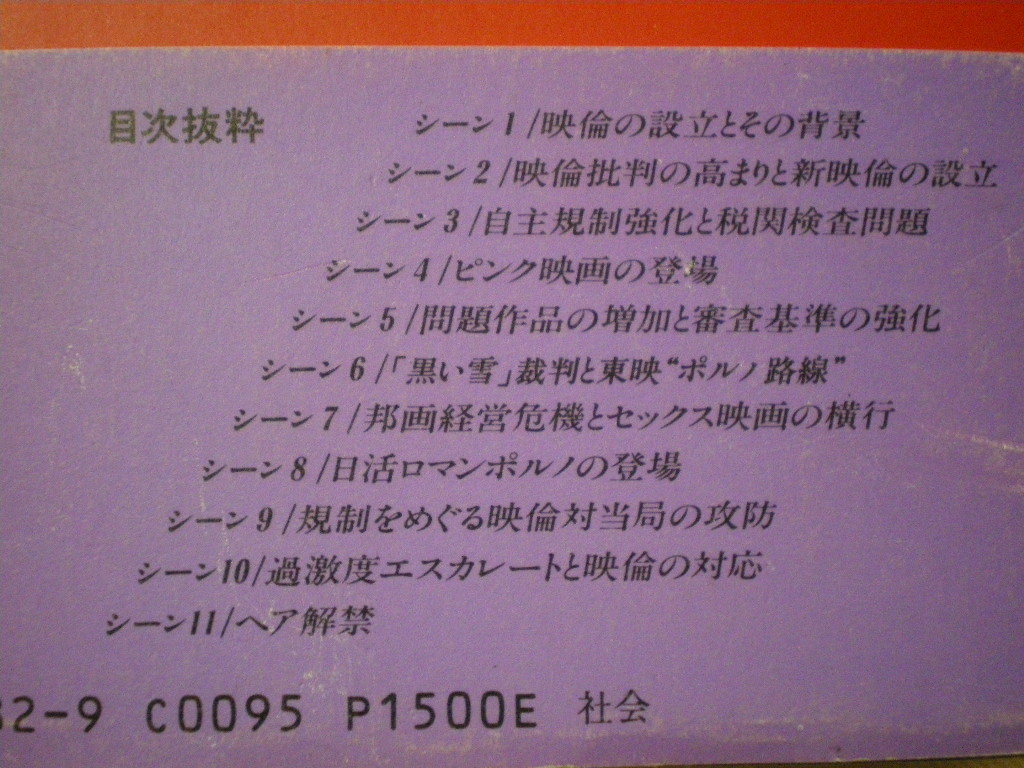 目次抜粋
シーン1/映倫の設立とその背景
シーン2/映倫批判の高まりと新映倫の設立
シーン3/自主規制強化と税関検査問題
シーン4/ピンク映画の登場
シーン5/問題作品の増加と審査基準の強化
シーン6/「黒い雪」裁判と東映“ポルノ路線”
シーン7/邦画経営危機とセックス映画の横行
シーン8/日活ロマンポルノの登場
シーン9/規制をめぐる映倫対当局の攻防
シーン10/過激度エスカレートと映倫の対応
シーン11/ヘア解禁
2-9 C0095 P1500E 社会